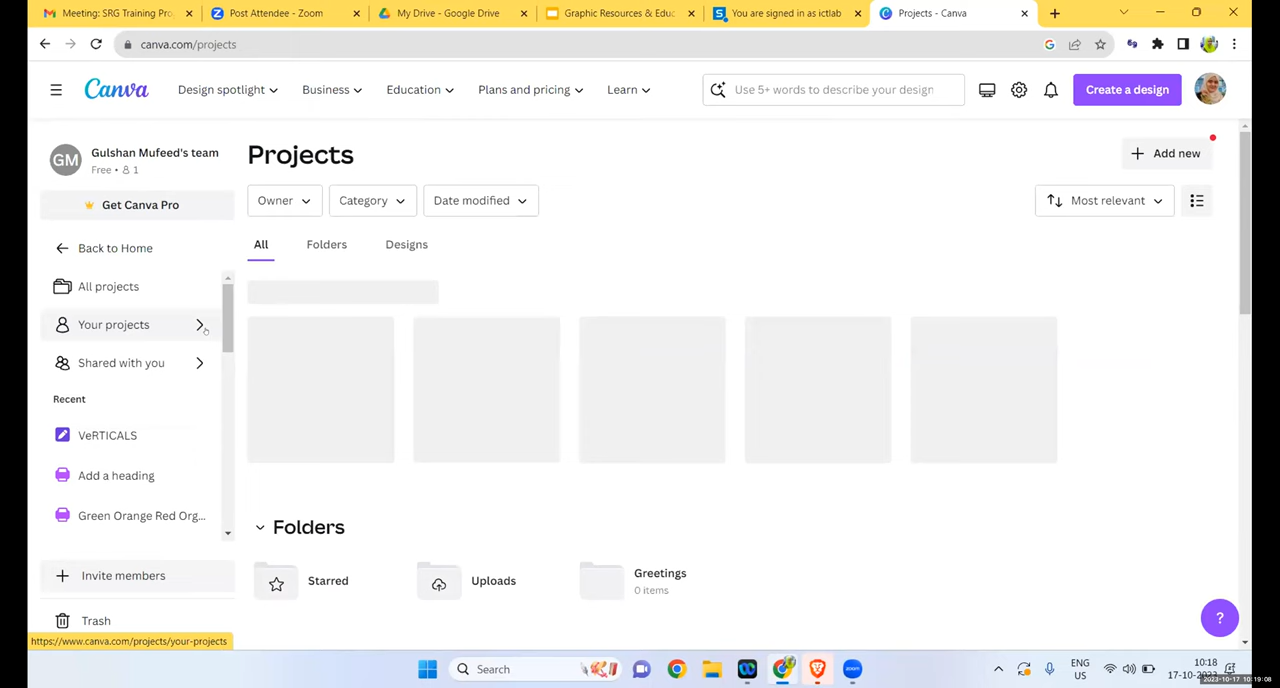 Meeting: SRG Training Pro
Post Attendee - Zoom
My Drive - Google Drive
Graphic Resources & Edu
You are signed in as ictlab
Projects - Canva
canva.com/projects
Canva
Design spotlight
Business
Education
Plans and pricing
Learn
Use 5+ words to describe your design
Create a design
GM
Gulshan Mufeed's team
Free • 1
Get Canva Pro
Projects
Add new
Owner
Category
Date modified
Most relevant
Back to Home
All
Folders
Designs
All projects
Your projects
Shared with you
Recent
VeRTICALS
Add a heading
Green Orange Red Org...
Folders
Starred
Uploads
Greetings
0 items
Invite members
Trash
?
https://www.canva.com/projects/your-projects
Search
ENG
US
10:18
2023-10-17 10:19:08